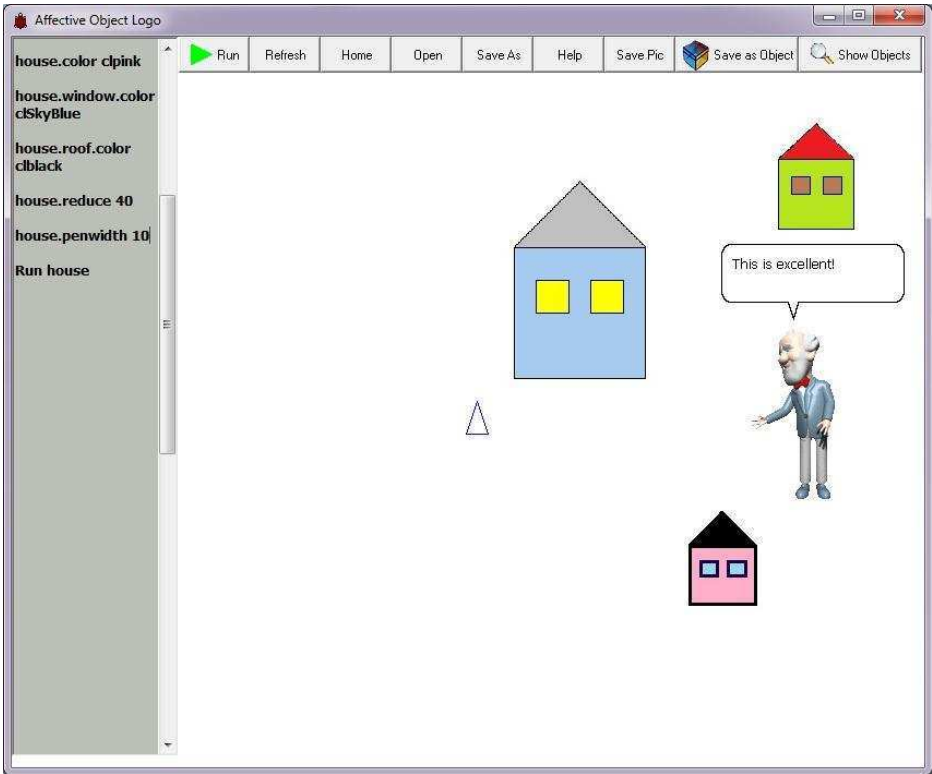 Affective Object Logo
Run
Refresh
Home
Open
Save As
Help
Save Pic
Save as Object
Show Objects
house.color clpink
house.window.color
clSkyBlue
house.roof.color
clblack
house.reduce 40
house.penwidth 10
Run house
This is excellent!